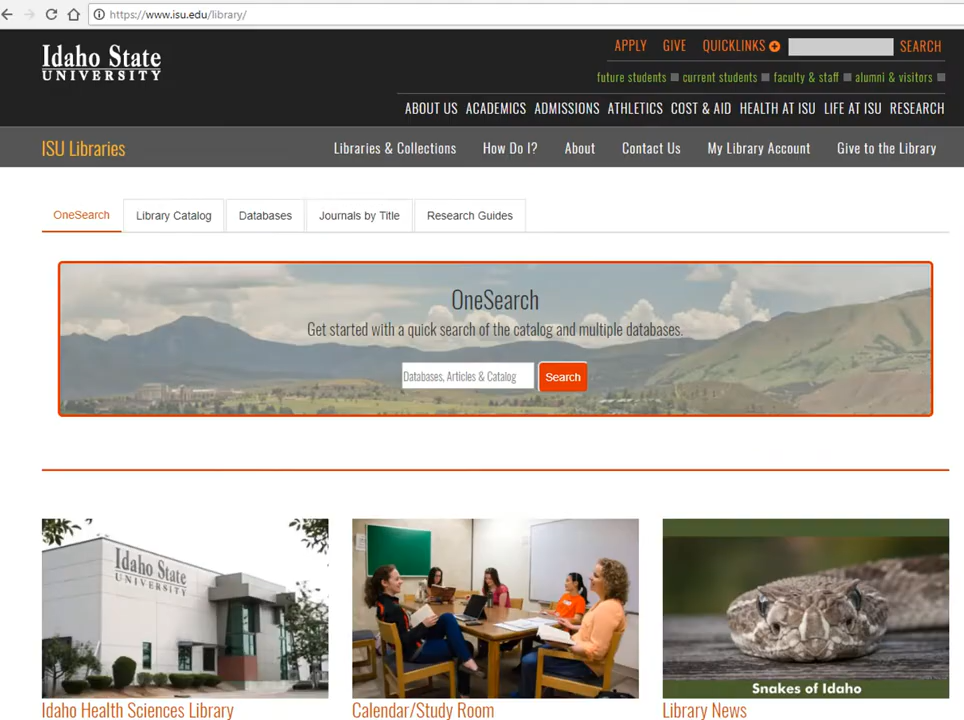 https://www.isu.edu/library/
Idaho State
UNIVERSITY
APPLY GIVE QUICKLINKS SEARCH
future students current students faculty & staff alumni & visitors
ABOUT US ACADEMICS ADMISSIONS ATHLETICS COST & AID HEALTH AT ISU LIFE AT ISU RESEARCH
ISU Libraries
Libraries & Collections How Do I? About Contact Us My Library Account Give to the Library
OneSearch Library Catalog Databases Journals by Title Research Guides
OneSearch
Get started with a quick search of the catalog and multiple databases.
Databases, Articles & Catalog Search
Idaho State
UNIVERSITY
Snakes of Idaho
Idaho Health Sciences Library Calendar/Study Room Library News